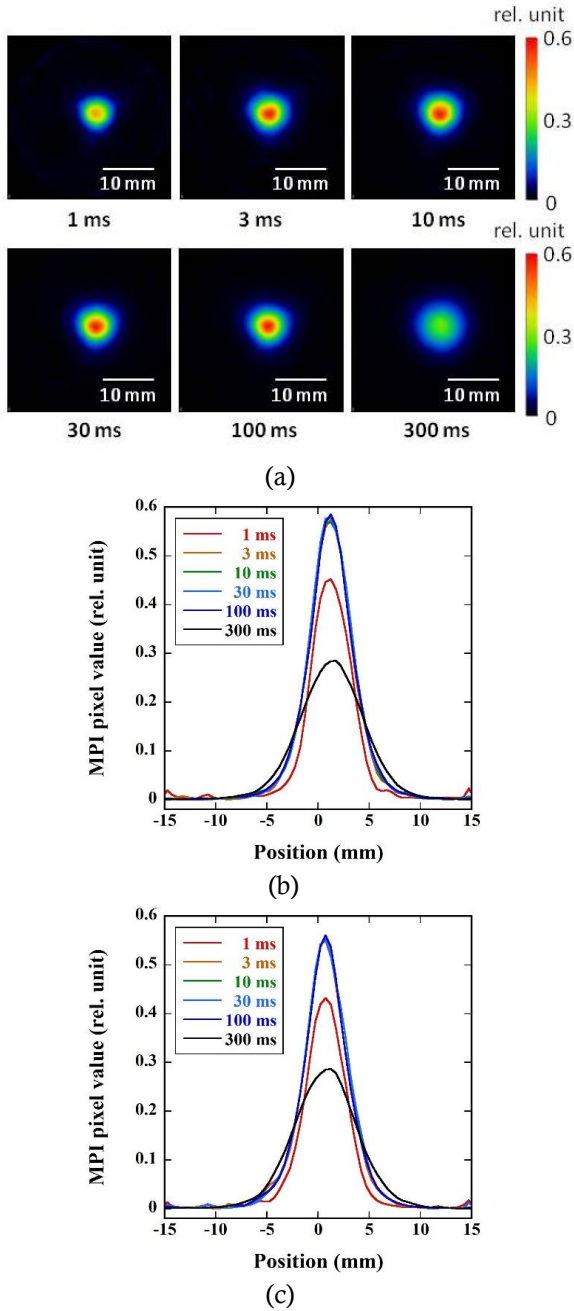 rel. unit
0.6
0.3
0
10 mm 10 mm 10 mm
1 ms 3 ms 10 ms
rel. unit
0.6
0.3
0
10 mm 10 mm 10 mm
30 ms 100 ms 300 ms
(a)
0.6
0.5
0.4
0.3
0.2
0.1
0
MPI pixel value (rel. unit)
1 ms
3 ms
10 ms
30 ms
100 ms
300 ms
-15 -10 -5 0 5 10 15
Position (mm)
(b)
0.6
0.5
0.4
0.3
0.2
0.1
0
MPI pixel value (rel. unit)
1 ms
3 ms
10 ms
30 ms
100 ms
300 ms
-15 -10 -5 0 5 10 15
Position (mm)
(c)